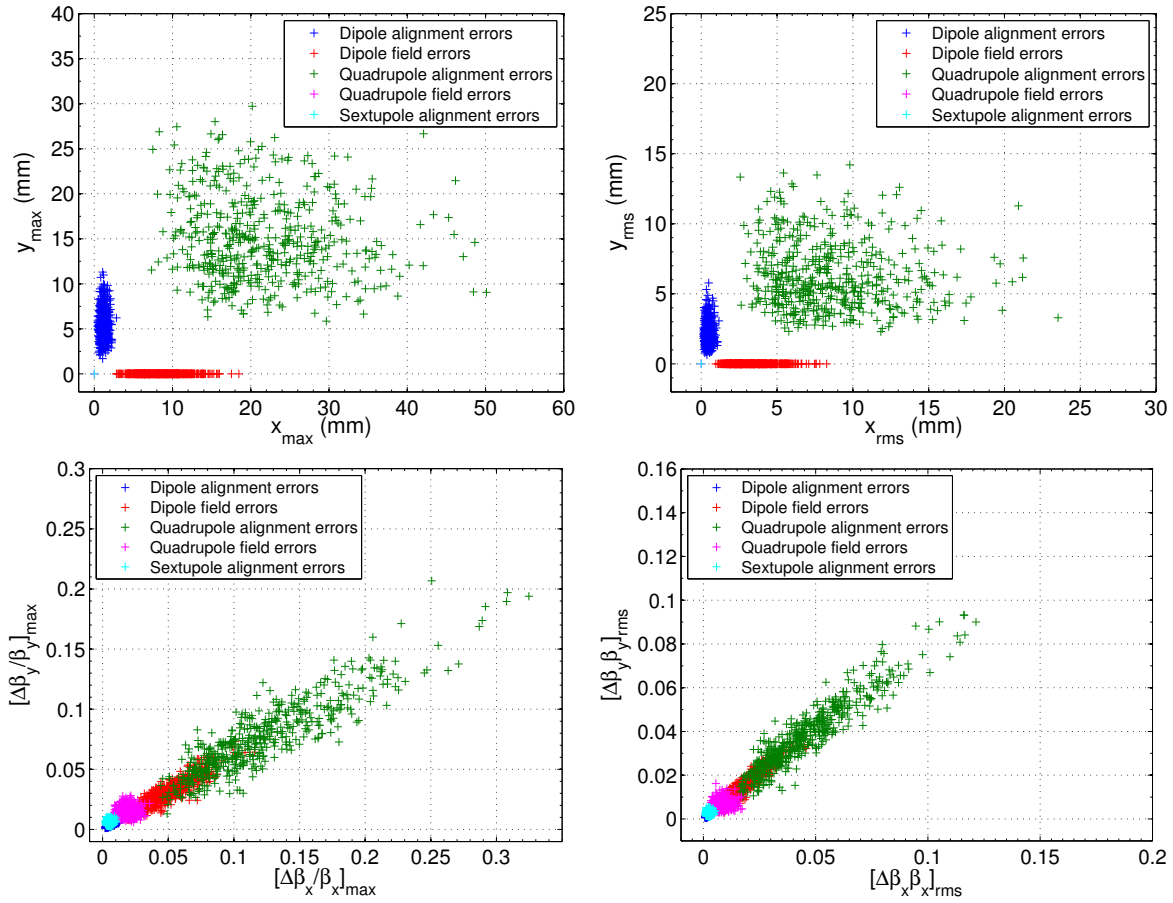 40
35
30
25
20
15
10
5
0
y_max (mm)
Dipole alignment errors
Dipole field errors
Quadrupole alignment errors
Quadrupole field errors
Sextupole alignment errors
0 10 20 30 40 50 60
x_max (mm)
25
20
15
10
5
0
y_rms (mm)
Dipole alignment errors
Dipole field errors
Quadrupole alignment errors
Quadrupole field errors
Sextupole alignment errors
0 5 10 15 20 25 30
x_rms (mm)
0.3
0.25
0.2
0.15
0.1
0.05
0
[Δβ_y/β_y]_max
Dipole alignment errors
Dipole field errors
Quadrupole alignment errors
Quadrupole field errors
Sextupole alignment errors
0 0.05 0.1 0.15 0.2 0.25 0.3
[Δβ_x/β_x]_max
0.16
0.14
0.12
0.1
0.08
0.06
0.04
0.02
0
[Δβ_yβ_y]_rms
Dipole alignment errors
Dipole field errors
Quadrupole alignment errors
Quadrupole field errors
Sextupole alignment errors
0 0.05 0.1 0.15 0.2
[Δβ_xβ_x]_rms